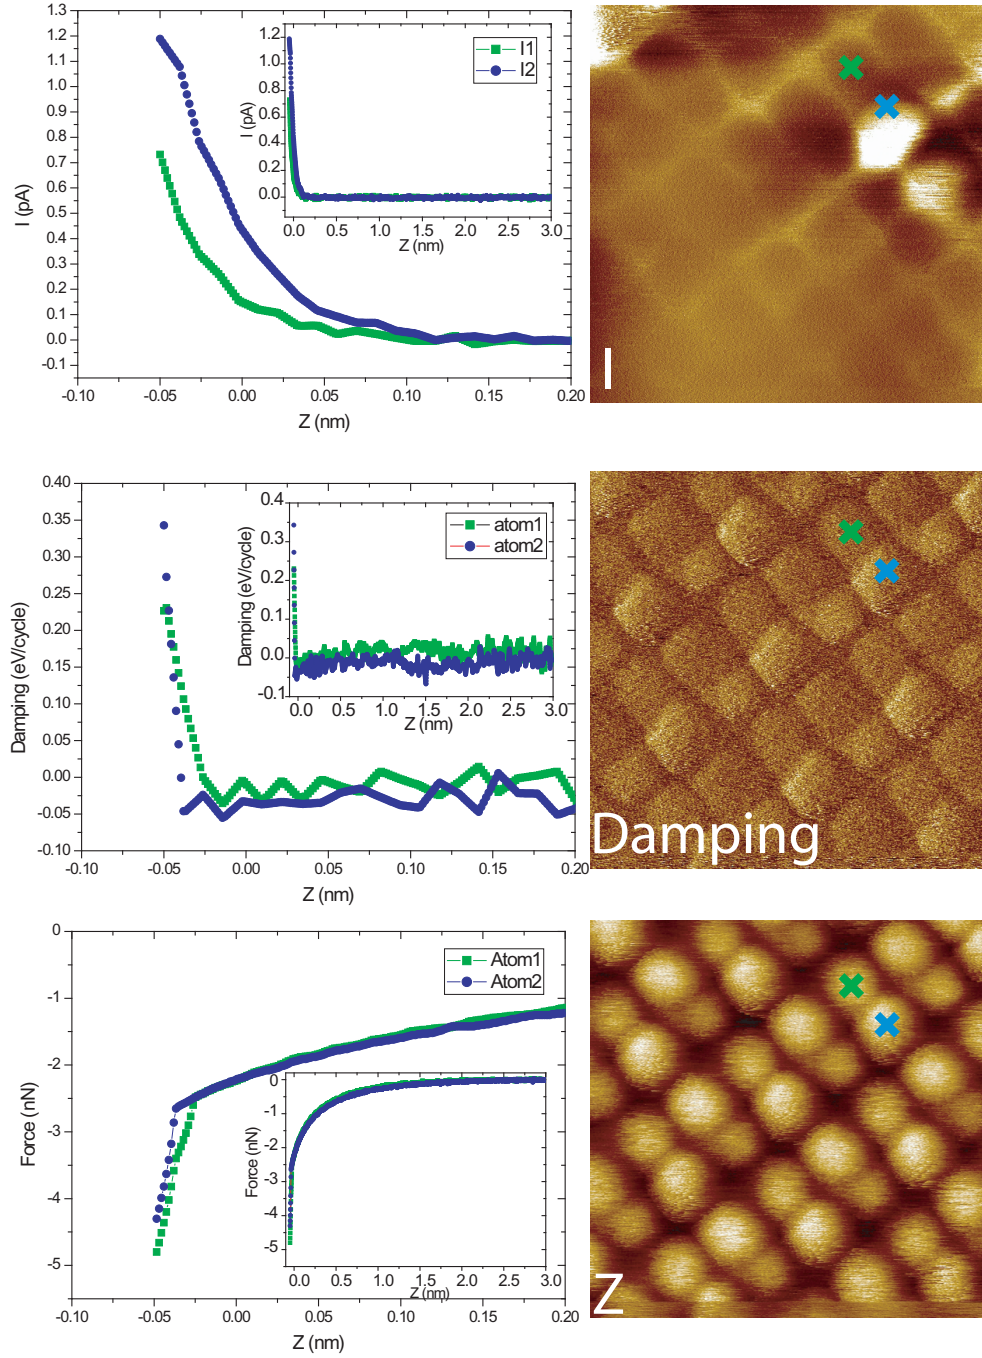 1.3
1.2
1.1
1.0
0.9
0.8
0.7
0.6
0.5
0.4
0.3
0.2
0.1
0.0
-0.1
I (pA)
-0.10 -0.05 0.00 0.05 0.10 0.15 0.20
Z (nm)
1.2
1.0
0.8
0.6
0.4
0.2
0.0
I (pA)
0.0 0.5 1.0 1.5 2.0 2.5 3.0
Z (nm)
I1
I2
I
0.40
0.35
0.30
0.25
0.20
0.15
0.10
0.05
0.00
-0.05
-0.10
Damping (eV/cycle)
-0.10 -0.05 0.00 0.05 0.10 0.15 0.20
Z (nm)
0.4
0.3
0.2
0.1
0.0
-0.1
Damping (eV/cycle)
0.0 0.5 1.0 1.5 2.0 2.5 3.0
Z (nm)
atom1
atom2
Damping
0
-1
-2
-3
-4
-5
Force (nN)
-0.10 -0.05 0.00 0.05 0.10 0.15 0.20
Z (nm)
Atom1
Atom2
0
-1
-2
-3
-4
-5
Force (nN)
0.0 0.5 1.0 1.5 2.0 2.5 3.0
Z (nm)
Z